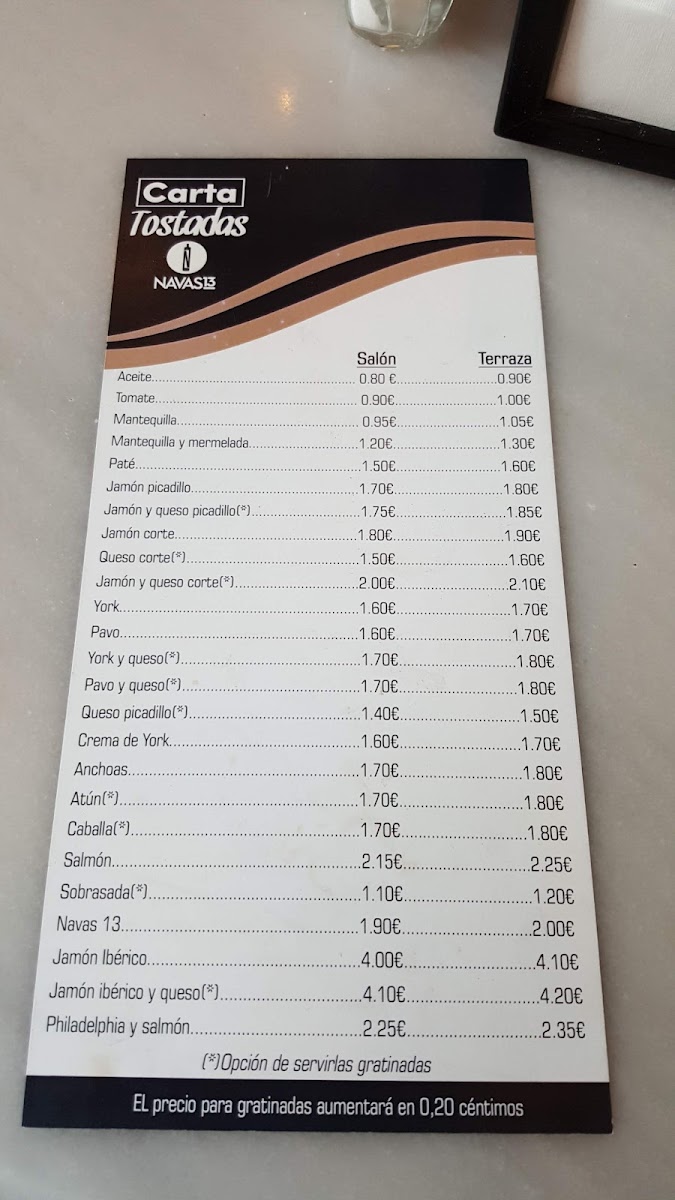 Carta
Tostadas
N
NAVAS13
Salón Terraza
Aceite 0.80 € 0.90€
Tomate 0.90€ 1.00€
Mantequilla 0.95€ 1.05€
Mantequilla y mermelada 1.20€ 1.30€
Paté 1.50€ 1.60€
Jamón picadillo 1.70€ 1.80€
Jamón y queso picadillo(*) 1.75€ 1.85€
Jamón corte 1.80€ 1.90€
Queso corte(*) 1.50€ 1.60€
Jamón y queso corte(*) 2.00€ 2.10€
York 1.60€ 1.70€
Pavo 1.60€ 1.70€
York y queso(*) 1.70€ 1.80€
Pavo y queso(*) 1.70€ 1.80€
Queso picadillo(*) 1.40€ 1.50€
Crema de York 1.60€ 1.70€
Anchoas 1.70€ 1.80€
Atún(*) 1.70€ 1.80€
Caballa(*) 1.70€ 1.80€
Salmón 2.15€ 2.25€
Sobrasada(*) 1.10€ 1.20€
Navas 13 1.90€ 2.00€
Jamón Ibérico 4.00€ 4.10€
Jamón ibérico y queso(*) 4.10€ 4.20€
Philadelphia y salmón 2.25€ 2.35€
(*)Opción de servirlas gratinadas
EL precio para gratinadas aumentará en 0,20 céntimos